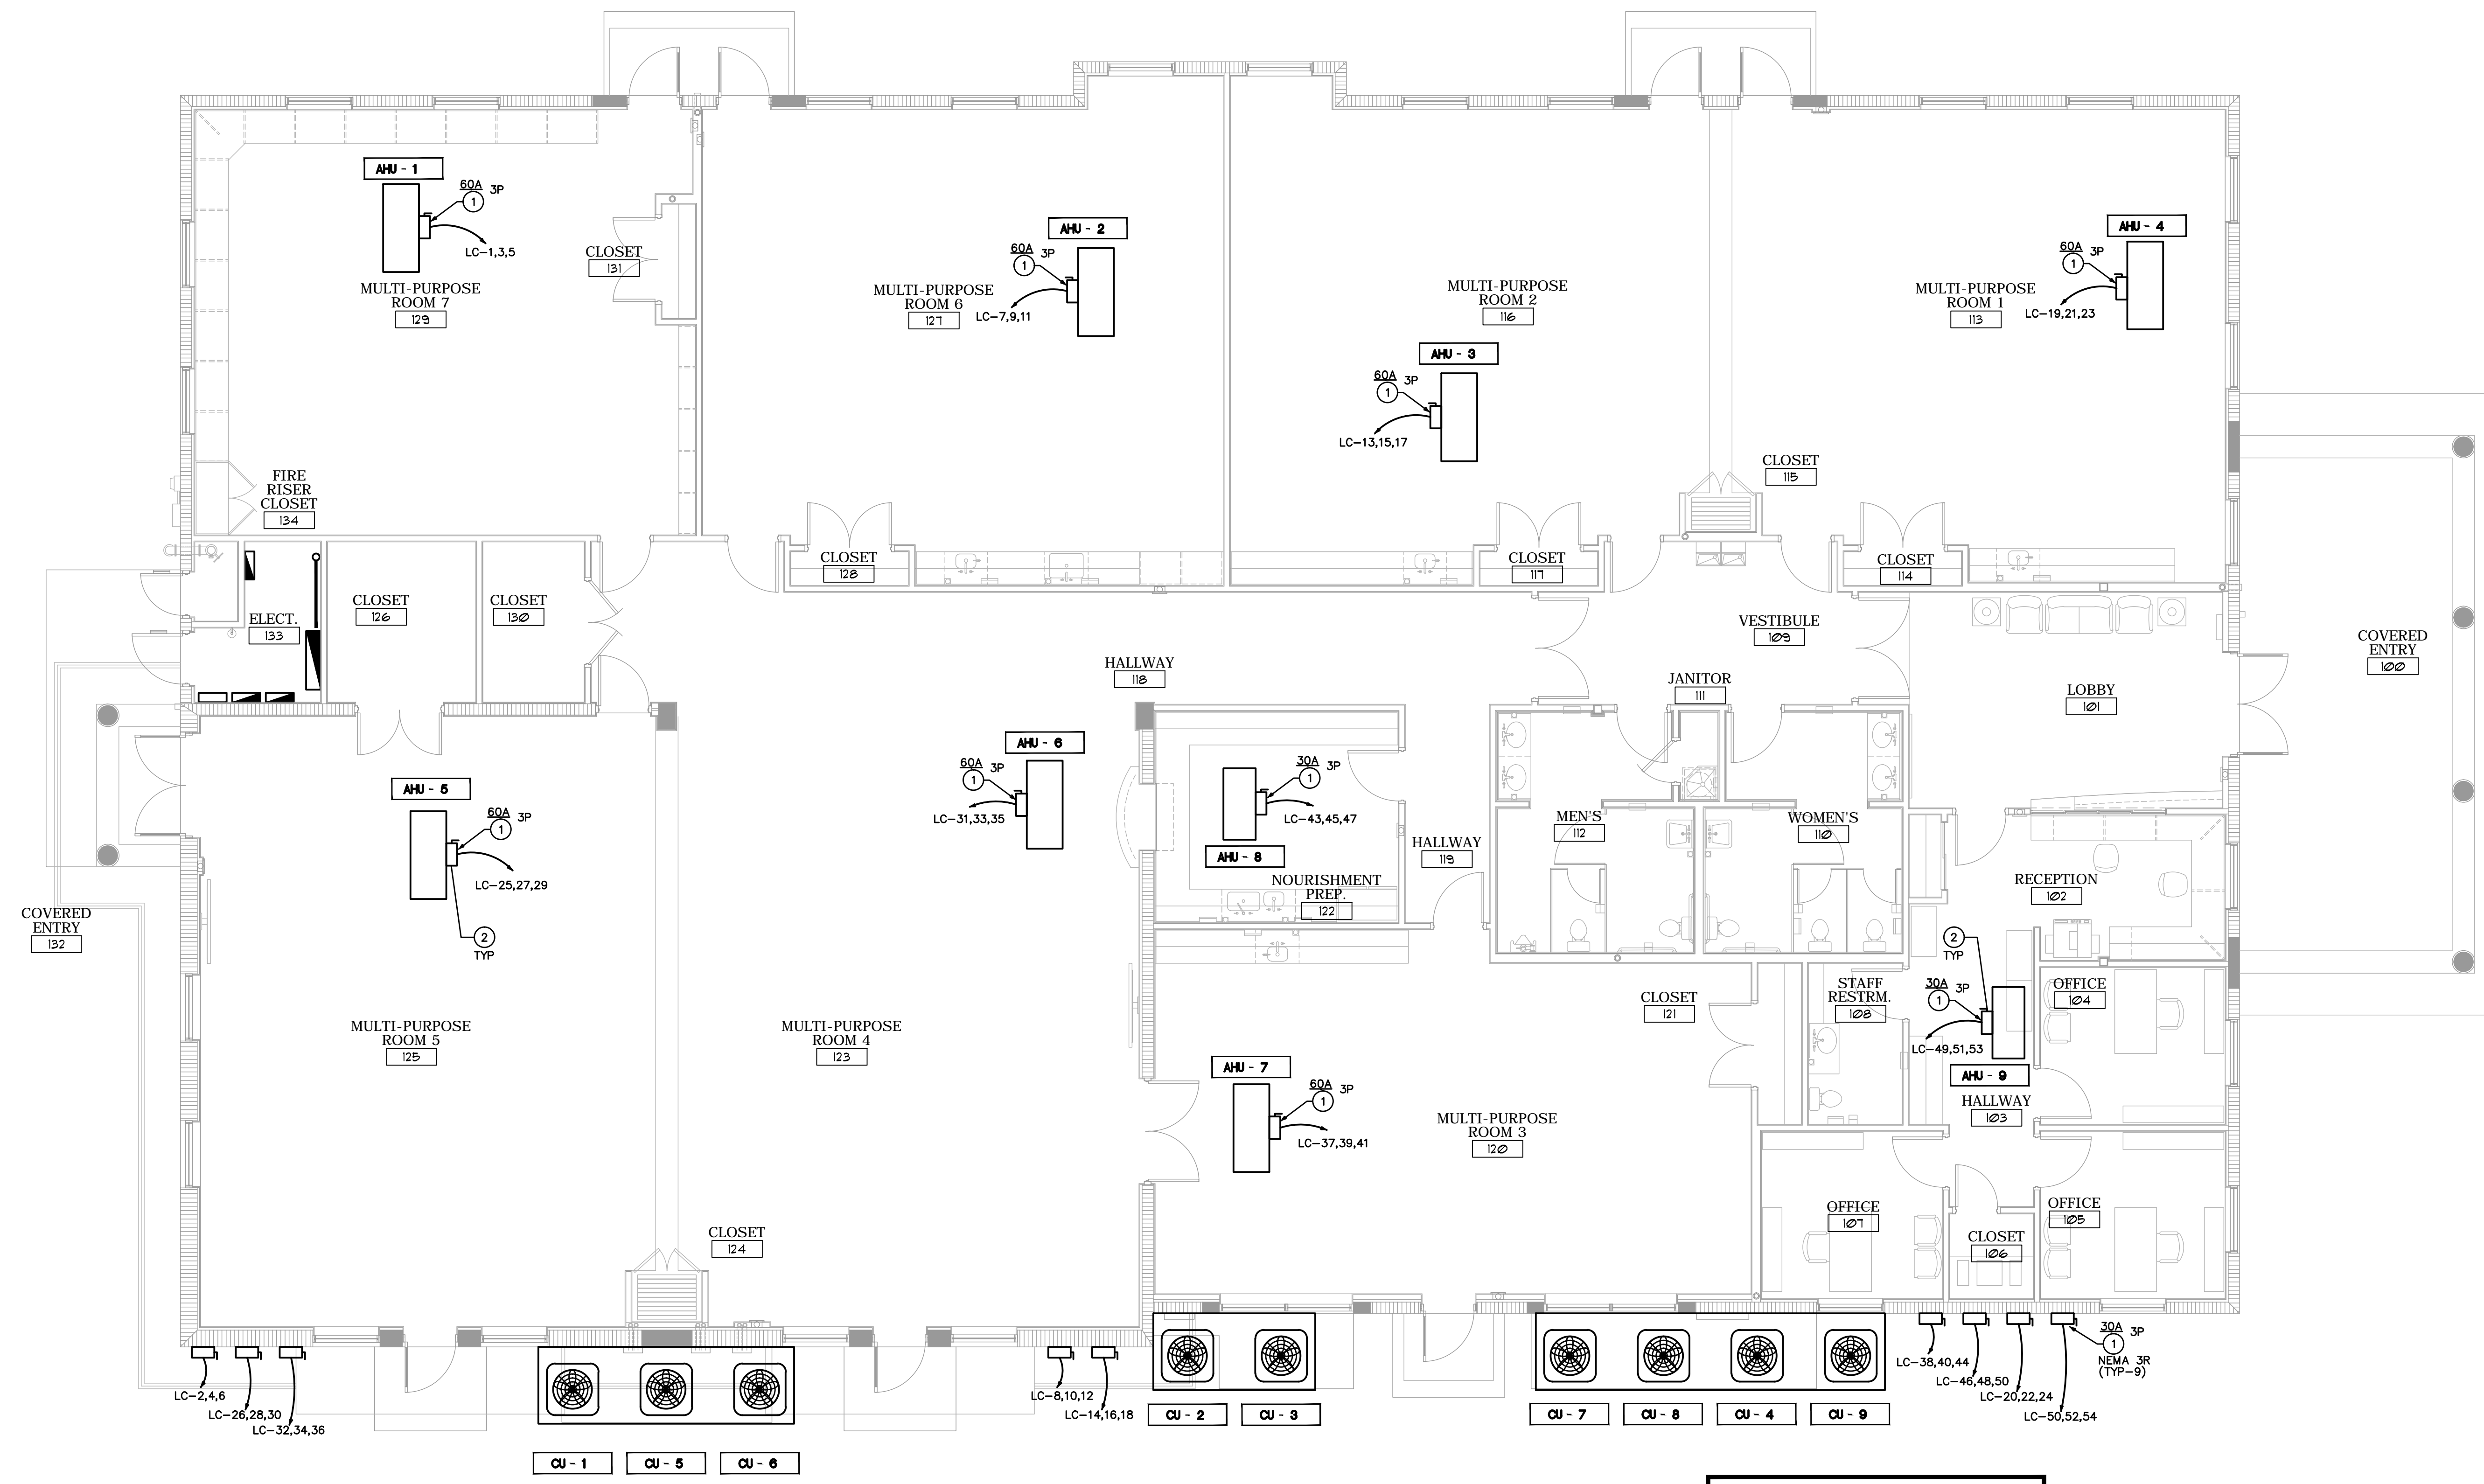 AHU - 1
60A 3P
1
LC-1,3,5
MULTI-PURPOSE
ROOM 7
129
CLOSET
131
AHU - 2
60A 3P
1
LC-7,9,11
MULTI-PURPOSE
ROOM 6
127
MULTI-PURPOSE
ROOM 2
116
AHU - 3
60A 3P
1
LC-13,15,17
AHU - 4
60A 3P
1
LC-19,21,23
MULTI-PURPOSE
ROOM 1
113
FIRE
RISER
CLOSET
134
CLOSET
115
CLOSET
128
CLOSET
117
CLOSET
114
ELECT.
133
CLOSET
126
CLOSET
130
HALLWAY
118
VESTIBULE
109
JANITOR
111
LOBBY
101
COVERED
ENTRY
100
AHU - 5
60A 3P
1
LC-25,27,29
2
TYP
AHU - 6
60A 3P
1
LC-31,33,35
30A 3P
1
LC-43,45,47
AHU - 8
NOURISHMENT
PREP.
122
HALLWAY
119
MEN'S
112
WOMEN'S
110
RECEPTION
102
COVERED
ENTRY
132
MULTI-PURPOSE
ROOM 5
125
MULTI-PURPOSE
ROOM 4
123
CLOSET
121
STAFF
RESTRM.
108
2
TYP
30A 3P
1
LC-49,51,53
AHU - 9
OFFICE
104
HALLWAY
103
AHU - 7
60A 3P
1
LC-37,39,41
MULTI-PURPOSE
ROOM 3
120
CLOSET
124
OFFICE
107
CLOSET
106
OFFICE
105
LC-2,4,6
LC-26,28,30
LC-32,34,36
LC-8,10,12
LC-14,16,18
LC-38,40,44
LC-46,48,50
LC-20,22,24
LC-50,52,54
30A 3P
1
NEMA 3R
(TYP-9)
CU - 2
CU - 3
CU - 7
CU - 8
CU - 4
CU - 9
CU - 1
CU - 5
CU - 6